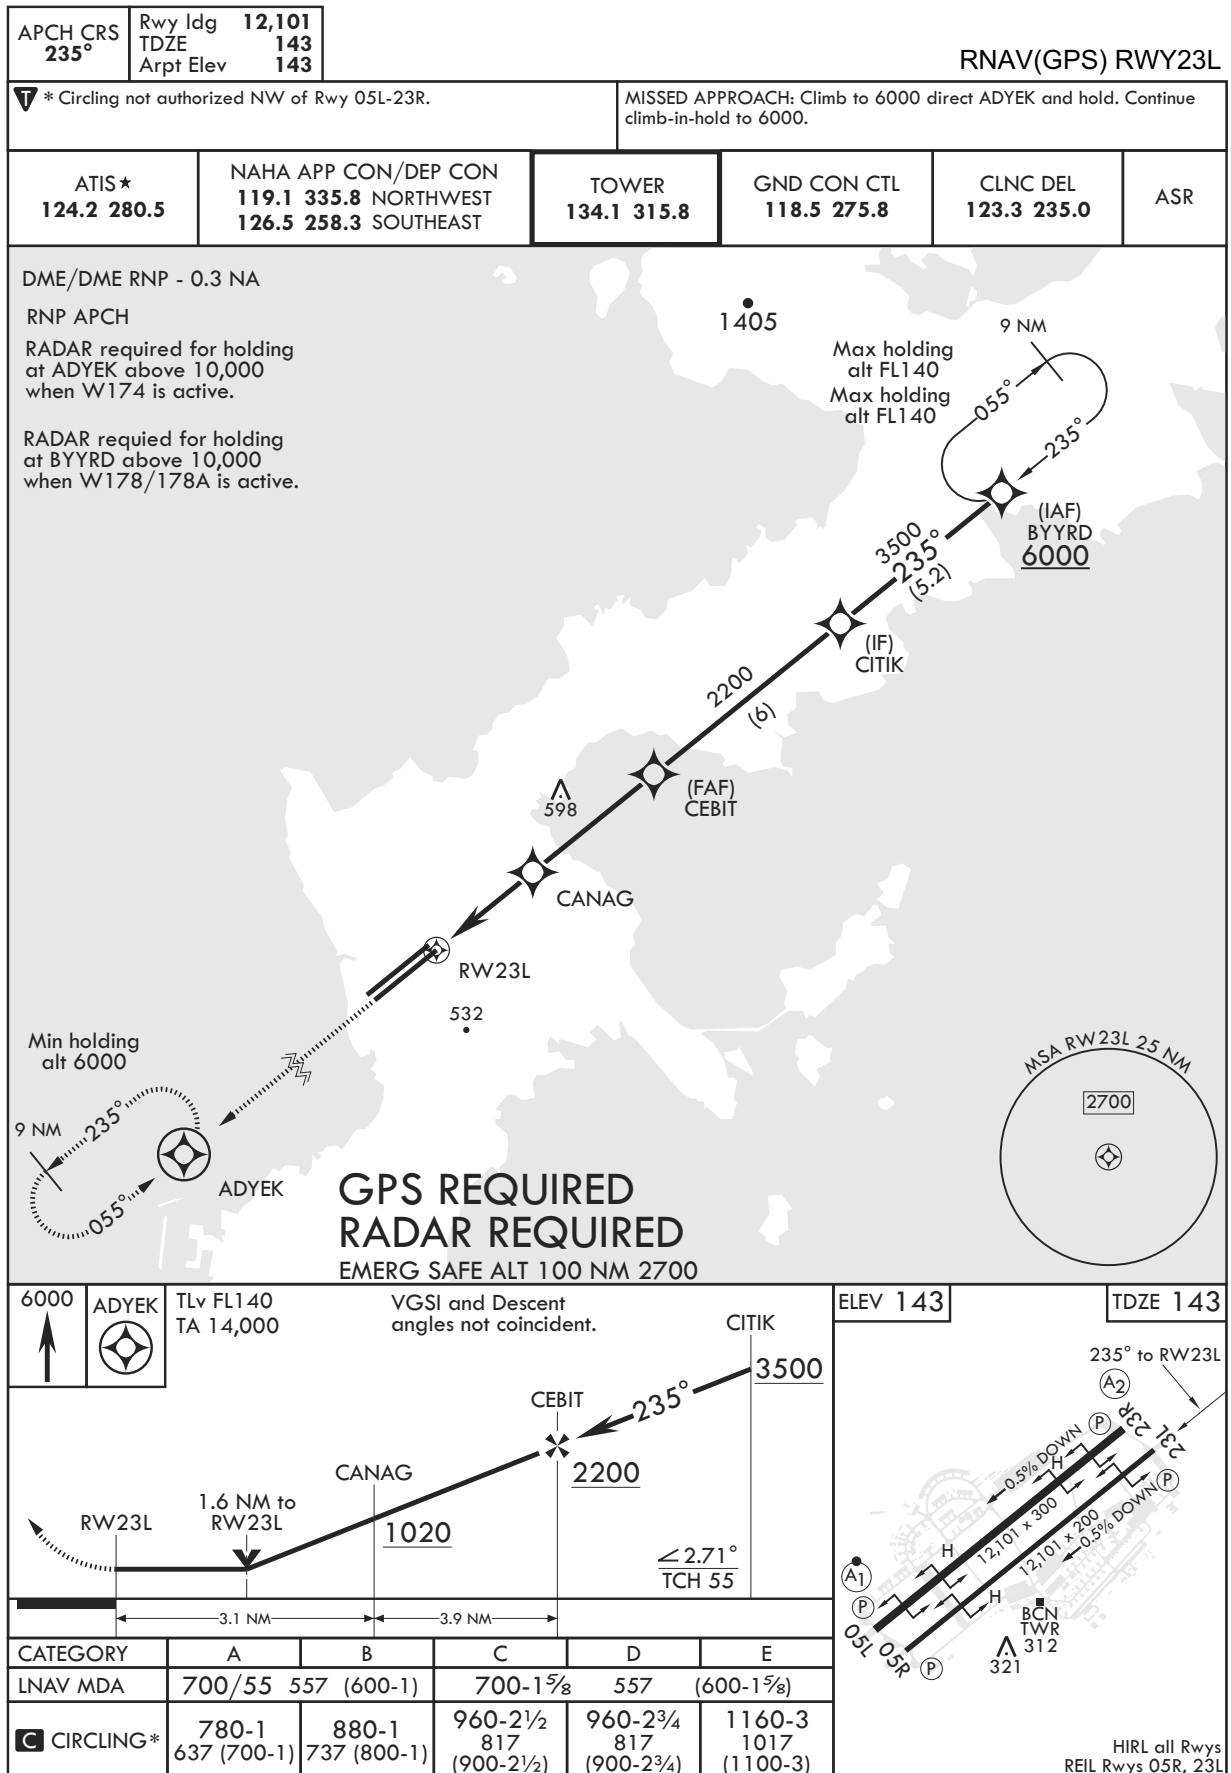 APCH CRS
235°
Rwy ldg 12,101
TDZE 143
Arpt Elev 143
RNAV(GPS) RWY23L
T * Circling not authorized NW of Rwy 05L-23R.
MISSED APPROACH: Climb to 6000 direct ADYEK and hold. Continue
climb-in-hold to 6000.
ATIS★
124.2 280.5
NAHA APP CON/DEP CON
119.1 335.8 NORTHWEST
126.5 258.3 SOUTHEAST
TOWER
134.1 315.8
GND CON CTL
118.5 275.8
CLNC DEL
123.3 235.0
ASR
DME/DME RNP - 0.3 NA
RNP APCH
RADAR required for holding
at ADYEK above 10,000
when W174 is active.
RADAR requied for holding
at BYYRD above 10,000
when W178/178A is active.
1405
9 NM
Max holding
alt FL140
Max holding
alt FL140
055°
235°
(IAF)
BYYRD
6000
3500
235°
(5.2)
(IF)
CITIK
2200
(6)
(FAF)
CEBIT
598
CANAG
RW23L
532
Min holding
alt 6000
9 NM
235°
055°
ADYEK
MSA RW23L 25 NM
2700
GPS REQUIRED
RADAR REQUIRED
EMERG SAFE ALT 100 NM 2700
6000
ADYEK
TLv FL140
TA 14,000
VGSI and Descent
angles not coincident.
CITIK
3500
235°
CEBIT
2200
CANAG
1020
1.6 NM to
RW23L
RW23L
∠ 2.71°
TCH 55
3.1 NM
3.9 NM
ELEV 143
TDZE 143
235° to RW23L
A2
P
23R
23L
P
0.5% DOWN
H
12,101 x 300
12,101 x 200
0.5% DOWN
H
H
A1
P
05L
05R
P
BCN
TWR
312
321
HIRL all Rwys
REIL Rwys 05R, 23L
CATEGORY A B C D E
LNAV MDA 700/55 557 (600-1) 700-1⅝ 557 (600-1⅝)
C CIRCLING*
780-1
637 (700-1)
880-1
737 (800-1)
960-2½
817
(900-2½)
960-2¾
817
(900-2¾)
1160-3
1017
(1100-3)